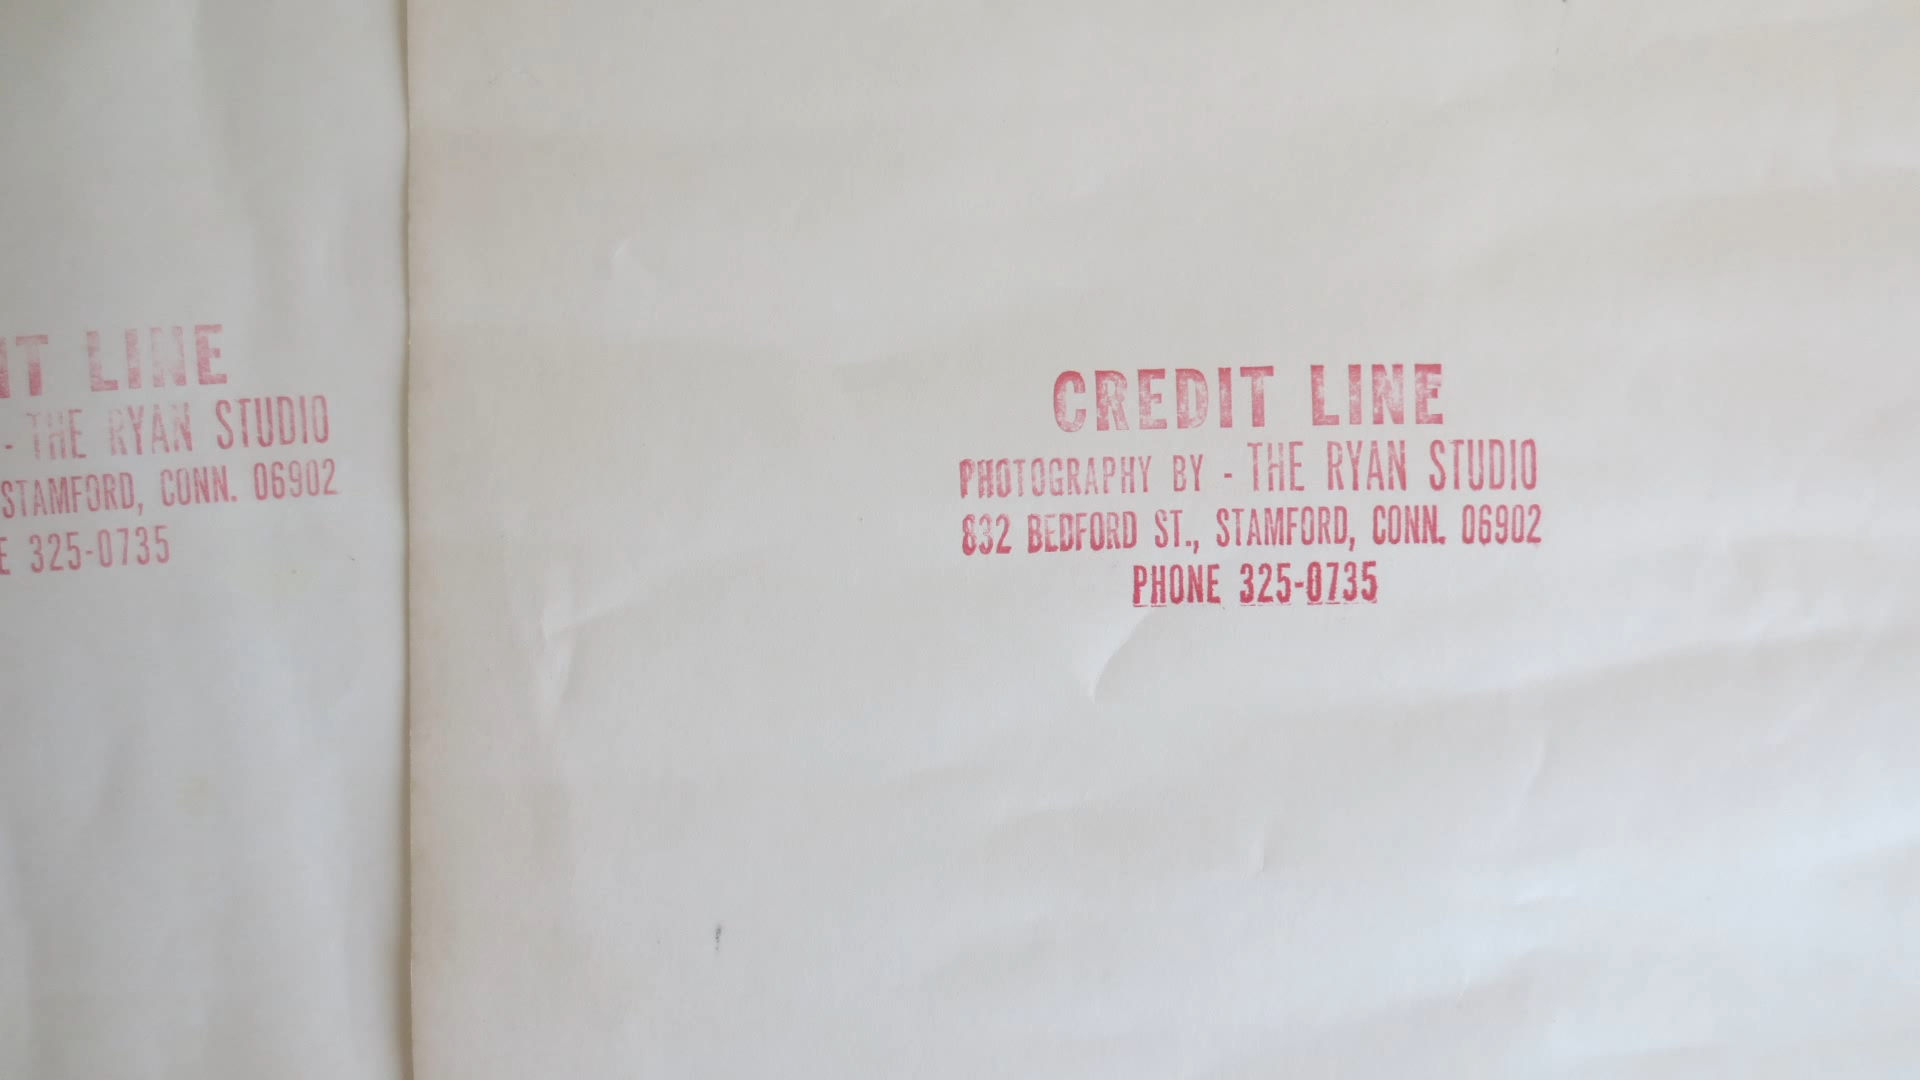 IT LINE
- THE RYAN STUDIO
STAMFORD, CONN. 06902
E 325-0735
CREDIT LINE
PHOTOGRAPHY BY - THE RYAN STUDIO
832 BEDFORD ST., STAMFORD, CONN. 06902
PHONE 325-0735